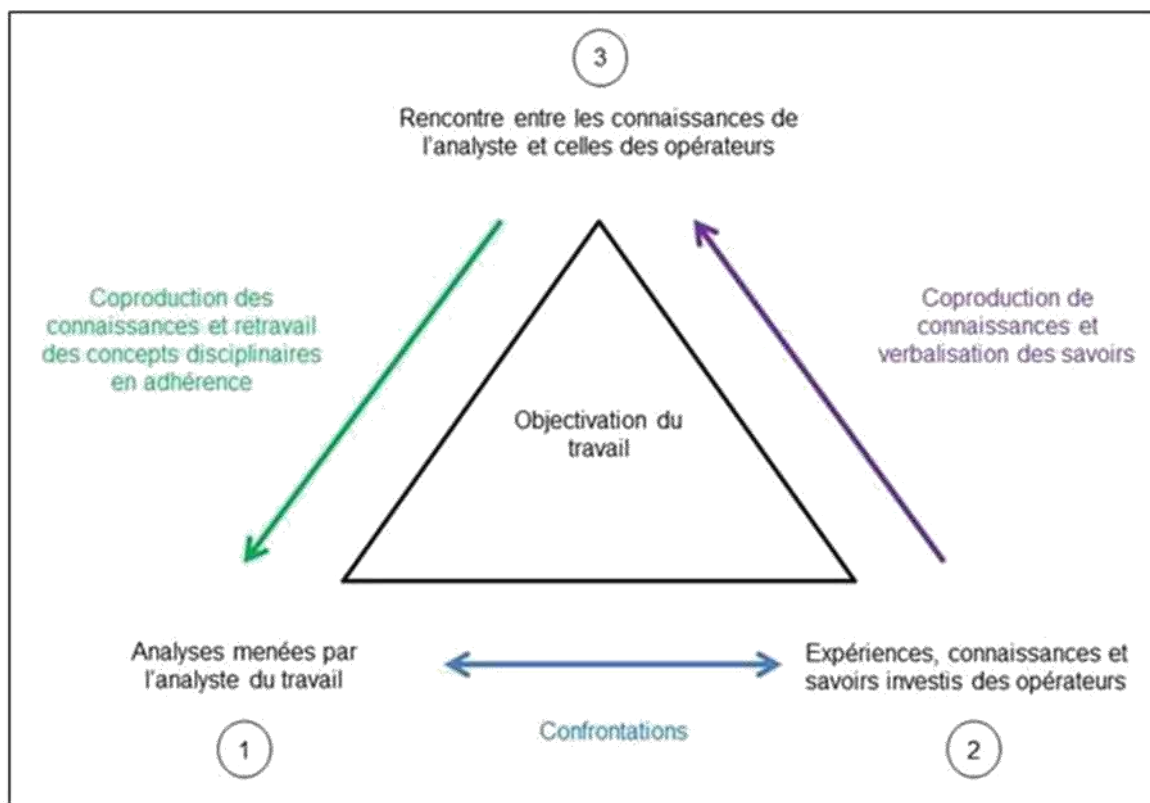 3
Rencontre entre les connaissances de
l'analyste et celles des opérateurs
Coproduction des
connaissances et retravail
des concepts disciplinaires
en adhérence
Coproduction de
connaissances et
verbalisation des savoirs
Objectivation du
travail
Analyses menées par
l'analyste du travail
1
Confrontations
Expériences, connaissances et
savoirs investis des opérateurs
2